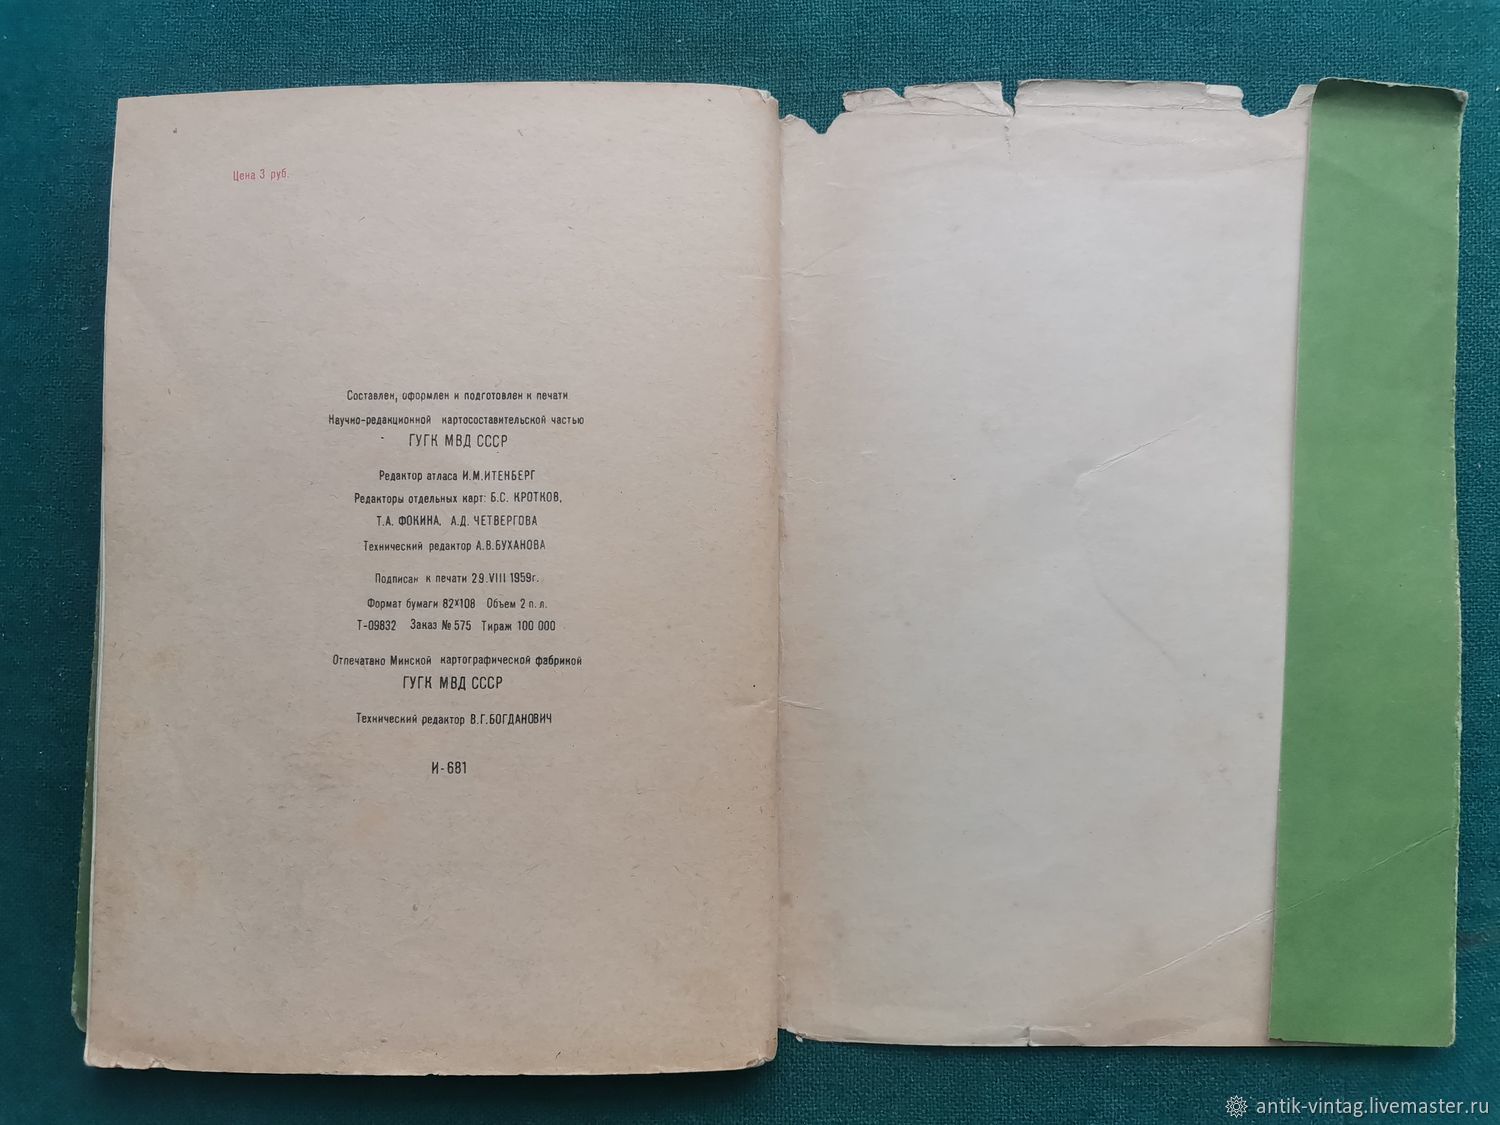 Цена 3 руб.
Составлен, оформлен и подготовлен к печати
Научно-редакционной картосоставительской частью
ГУГК МВД СССР
Редактор атласа И.М.ИТЕНБЕРГ
Редакторы отдельных карт: Б.С. КРОТКОВ,
Т.А. ФОКИНА, А.Д. ЧЕТВЕРГОВА
Технический редактор А.В.БУХАНОВА
Подписан к печати 29.VIII 1959г.
Формат бумаги 82×108 Объем 2 п.л.
Т-09832 Заказ № 575 Тираж 100 000
Отпечатано Минской картографической фабрикой
ГУГК МВД СССР
Технический редактор В.Г.БОГДАНОВИЧ
И-681
antik-vintag.livemaster.ru